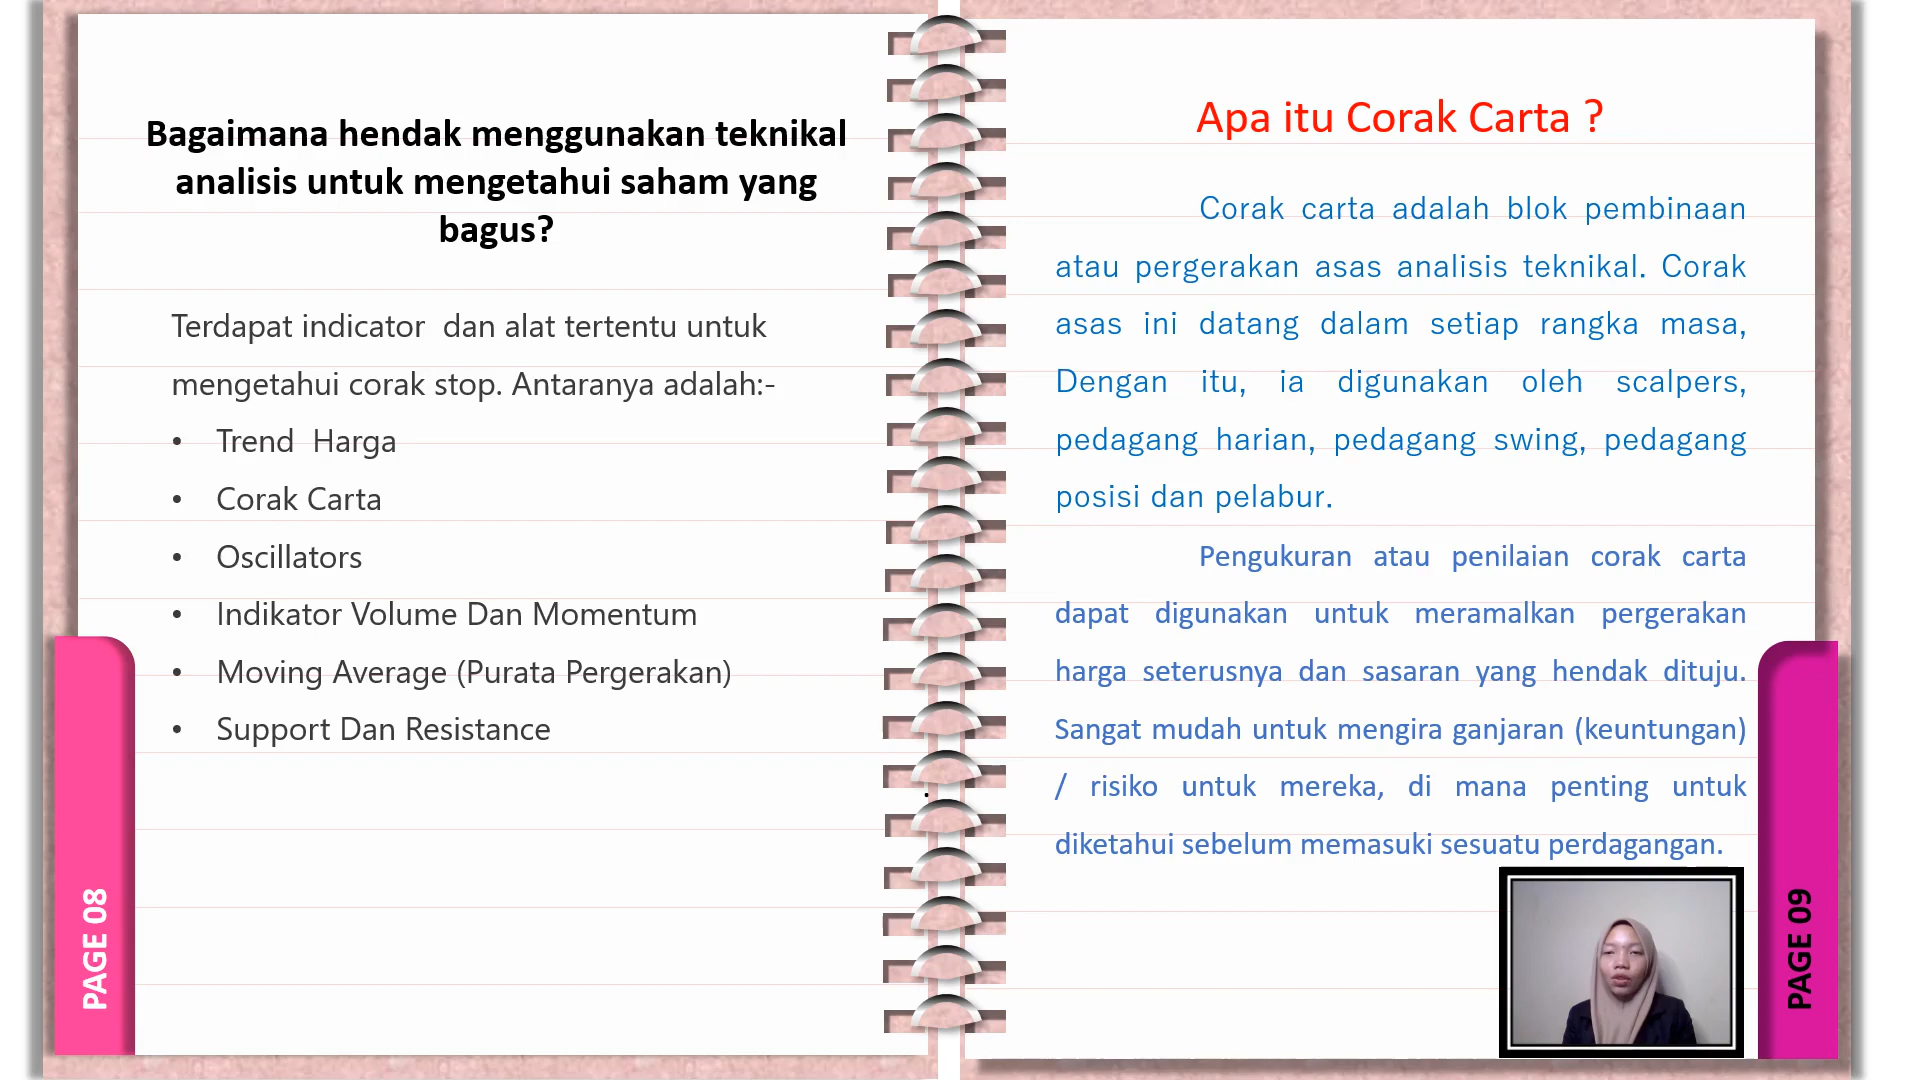 Bagaimana hendak menggunakan teknikal
analisis untuk mengetahui saham yang
bagus?
Terdapat indicator  dan alat tertentu untuk
mengetahui corak stop. Antaranya adalah:-
• Trend  Harga
• Corak Carta
• Oscillators
• Indikator Volume Dan Momentum
• Moving Average (Purata Pergerakan)
• Support Dan Resistance
PAGE 08
Apa itu Corak Carta ?
Corak carta adalah blok pembinaan
atau pergerakan asas analisis teknikal. Corak
asas ini datang dalam setiap rangka masa,
Dengan itu, ia digunakan oleh scalpers,
pedagang harian, pedagang swing, pedagang
posisi dan pelabur.
Pengukuran atau penilaian corak carta
dapat digunakan untuk meramalkan pergerakan
harga seterusnya dan sasaran yang hendak dituju.
Sangat mudah untuk mengira ganjaran (keuntungan)
/ risiko untuk mereka, di mana penting untuk
diketahui sebelum memasuki sesuatu perdagangan.
.
PAGE 09